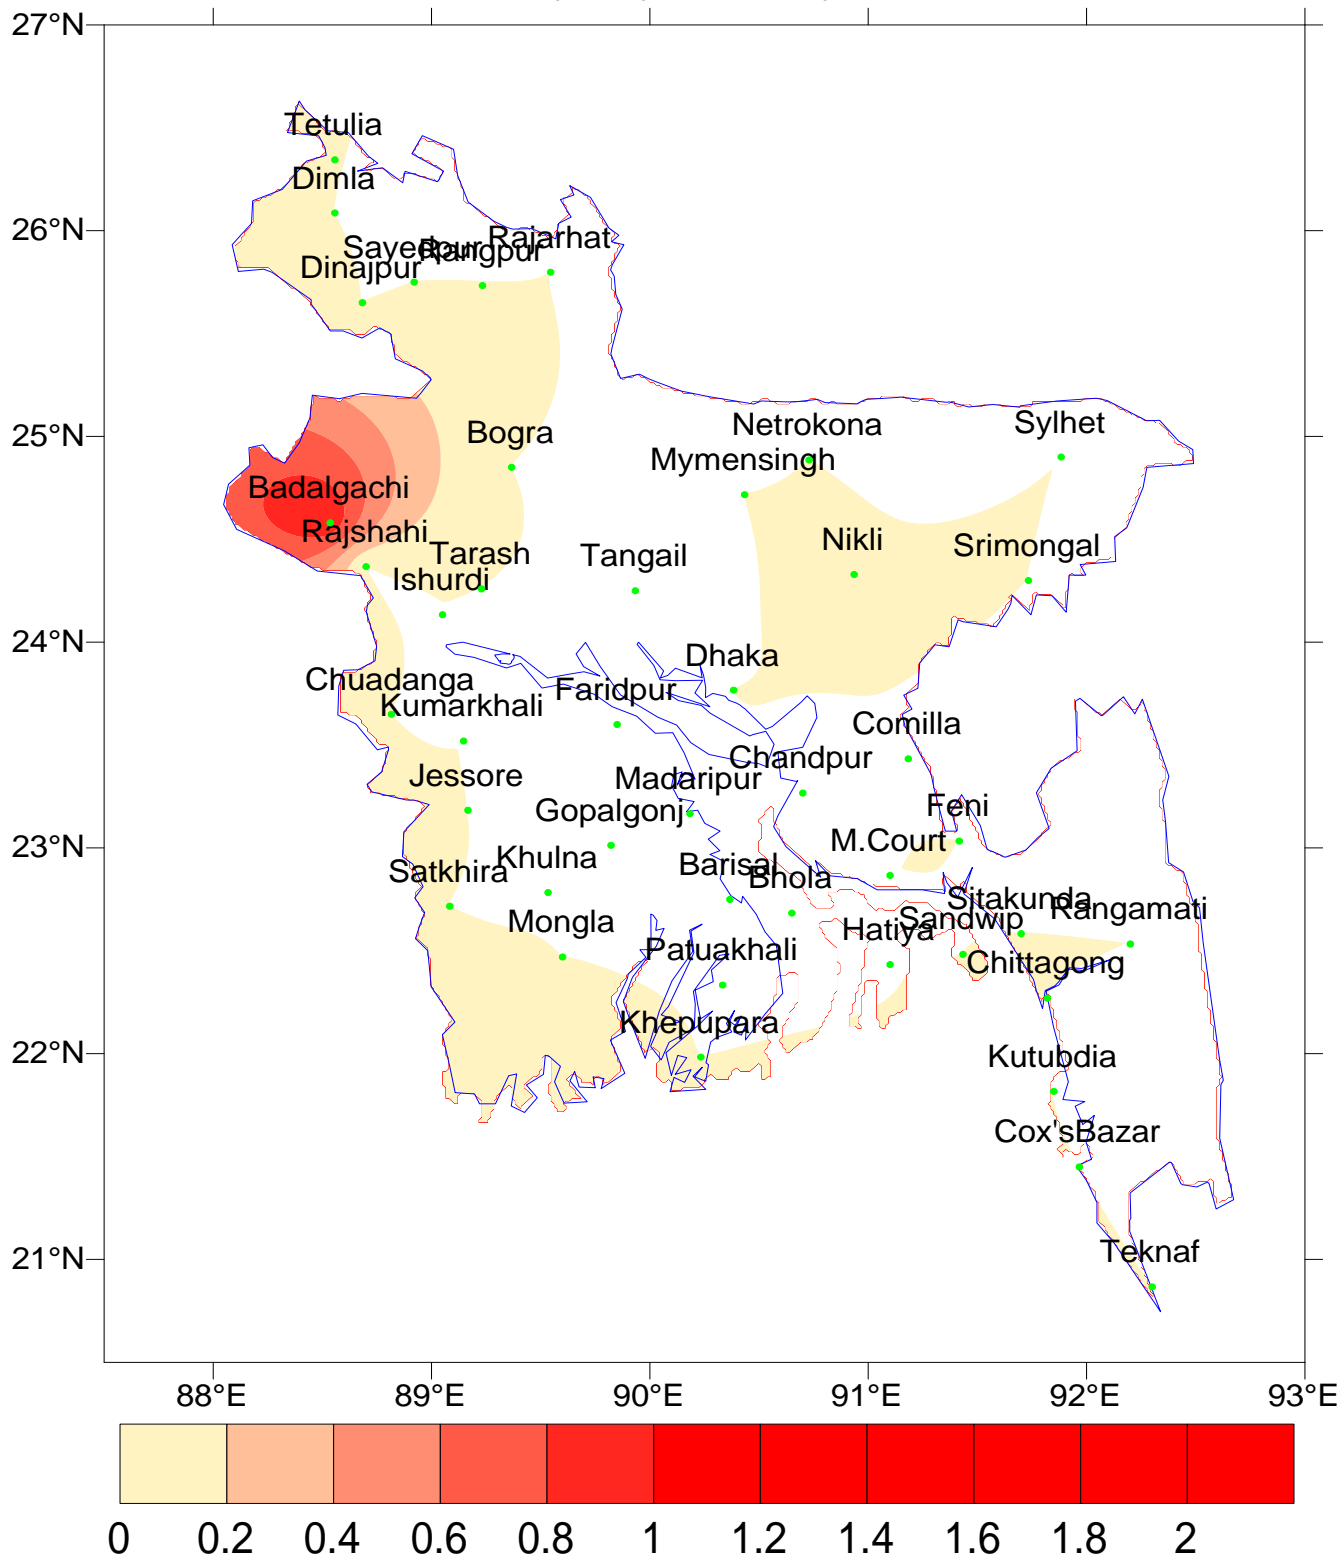 27°N
Tetulia
Dimla
26°N
Sayedpur
Rangpur
Rajarhat
Dinajpur
25°N
Bogra
Netrokona
Sylhet
Mymensingh
Badalgachi
Rajshahi
Nikli
Srimongal
Tarash
Tangail
Ishurdi
24°N
Dhaka
Chuadanga
Faridpur
Kumarkhali
Comilla
Jessore
Madaripur
Chandpur
Gopalgonj
Feni
23°N
M.Court
Satkhira
Khulna
Barisal
Bhola
Sitakunda
Rangamati
Mongla
Hatiya
Sandwip
Patuakhali
Chittagong
22°N
Khepupara
Kutubdia
Cox'sBazar
21°N
Teknaf
88°E 89°E 90°E 91°E 92°E 93°E
0 0.2 0.4 0.6 0.8 1 1.2 1.4 1.6 1.8 2